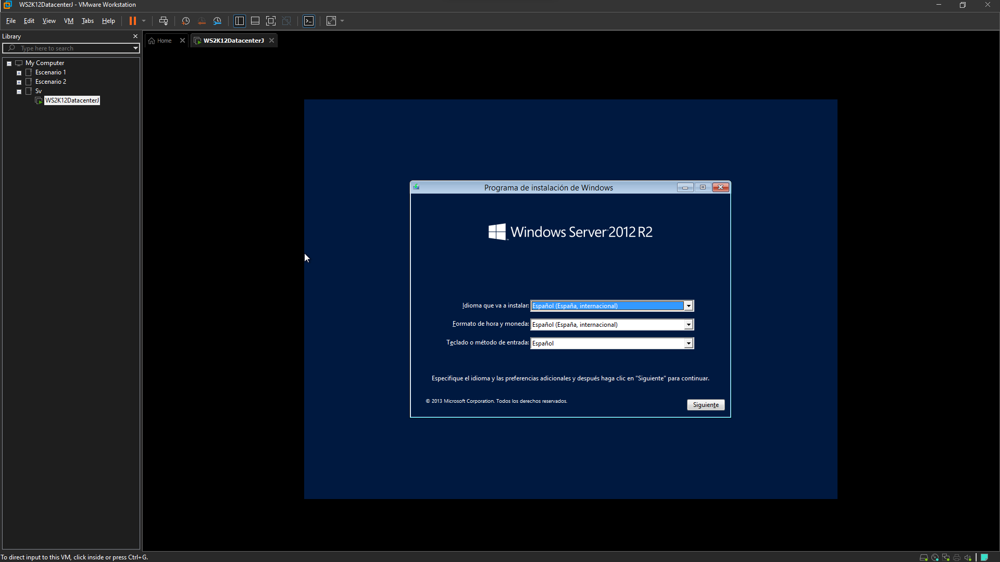 WS2K12DatacenterJ - VMware Workstation
File Edit View VM Tabs Help
Library
Type here to search
Home
WS2K12DatacenterJ
My Computer
Escenario 1
Escenario 2
Sv
WS2K12DatacenterJ
Programa de instalación de Windows
Windows Server 2012 R2
Idioma que va a instalar: Español (España, internacional)
Formato de hora y moneda: Español (España, internacional)
Teclado o método de entrada: Español
Especifique el idioma y las preferencias adicionales y después haga clic en "Siguiente" para continuar.
© 2013 Microsoft Corporation. Todos los derechos reservados.
Siguiente
To direct input to this VM, click inside or press Ctrl+G.